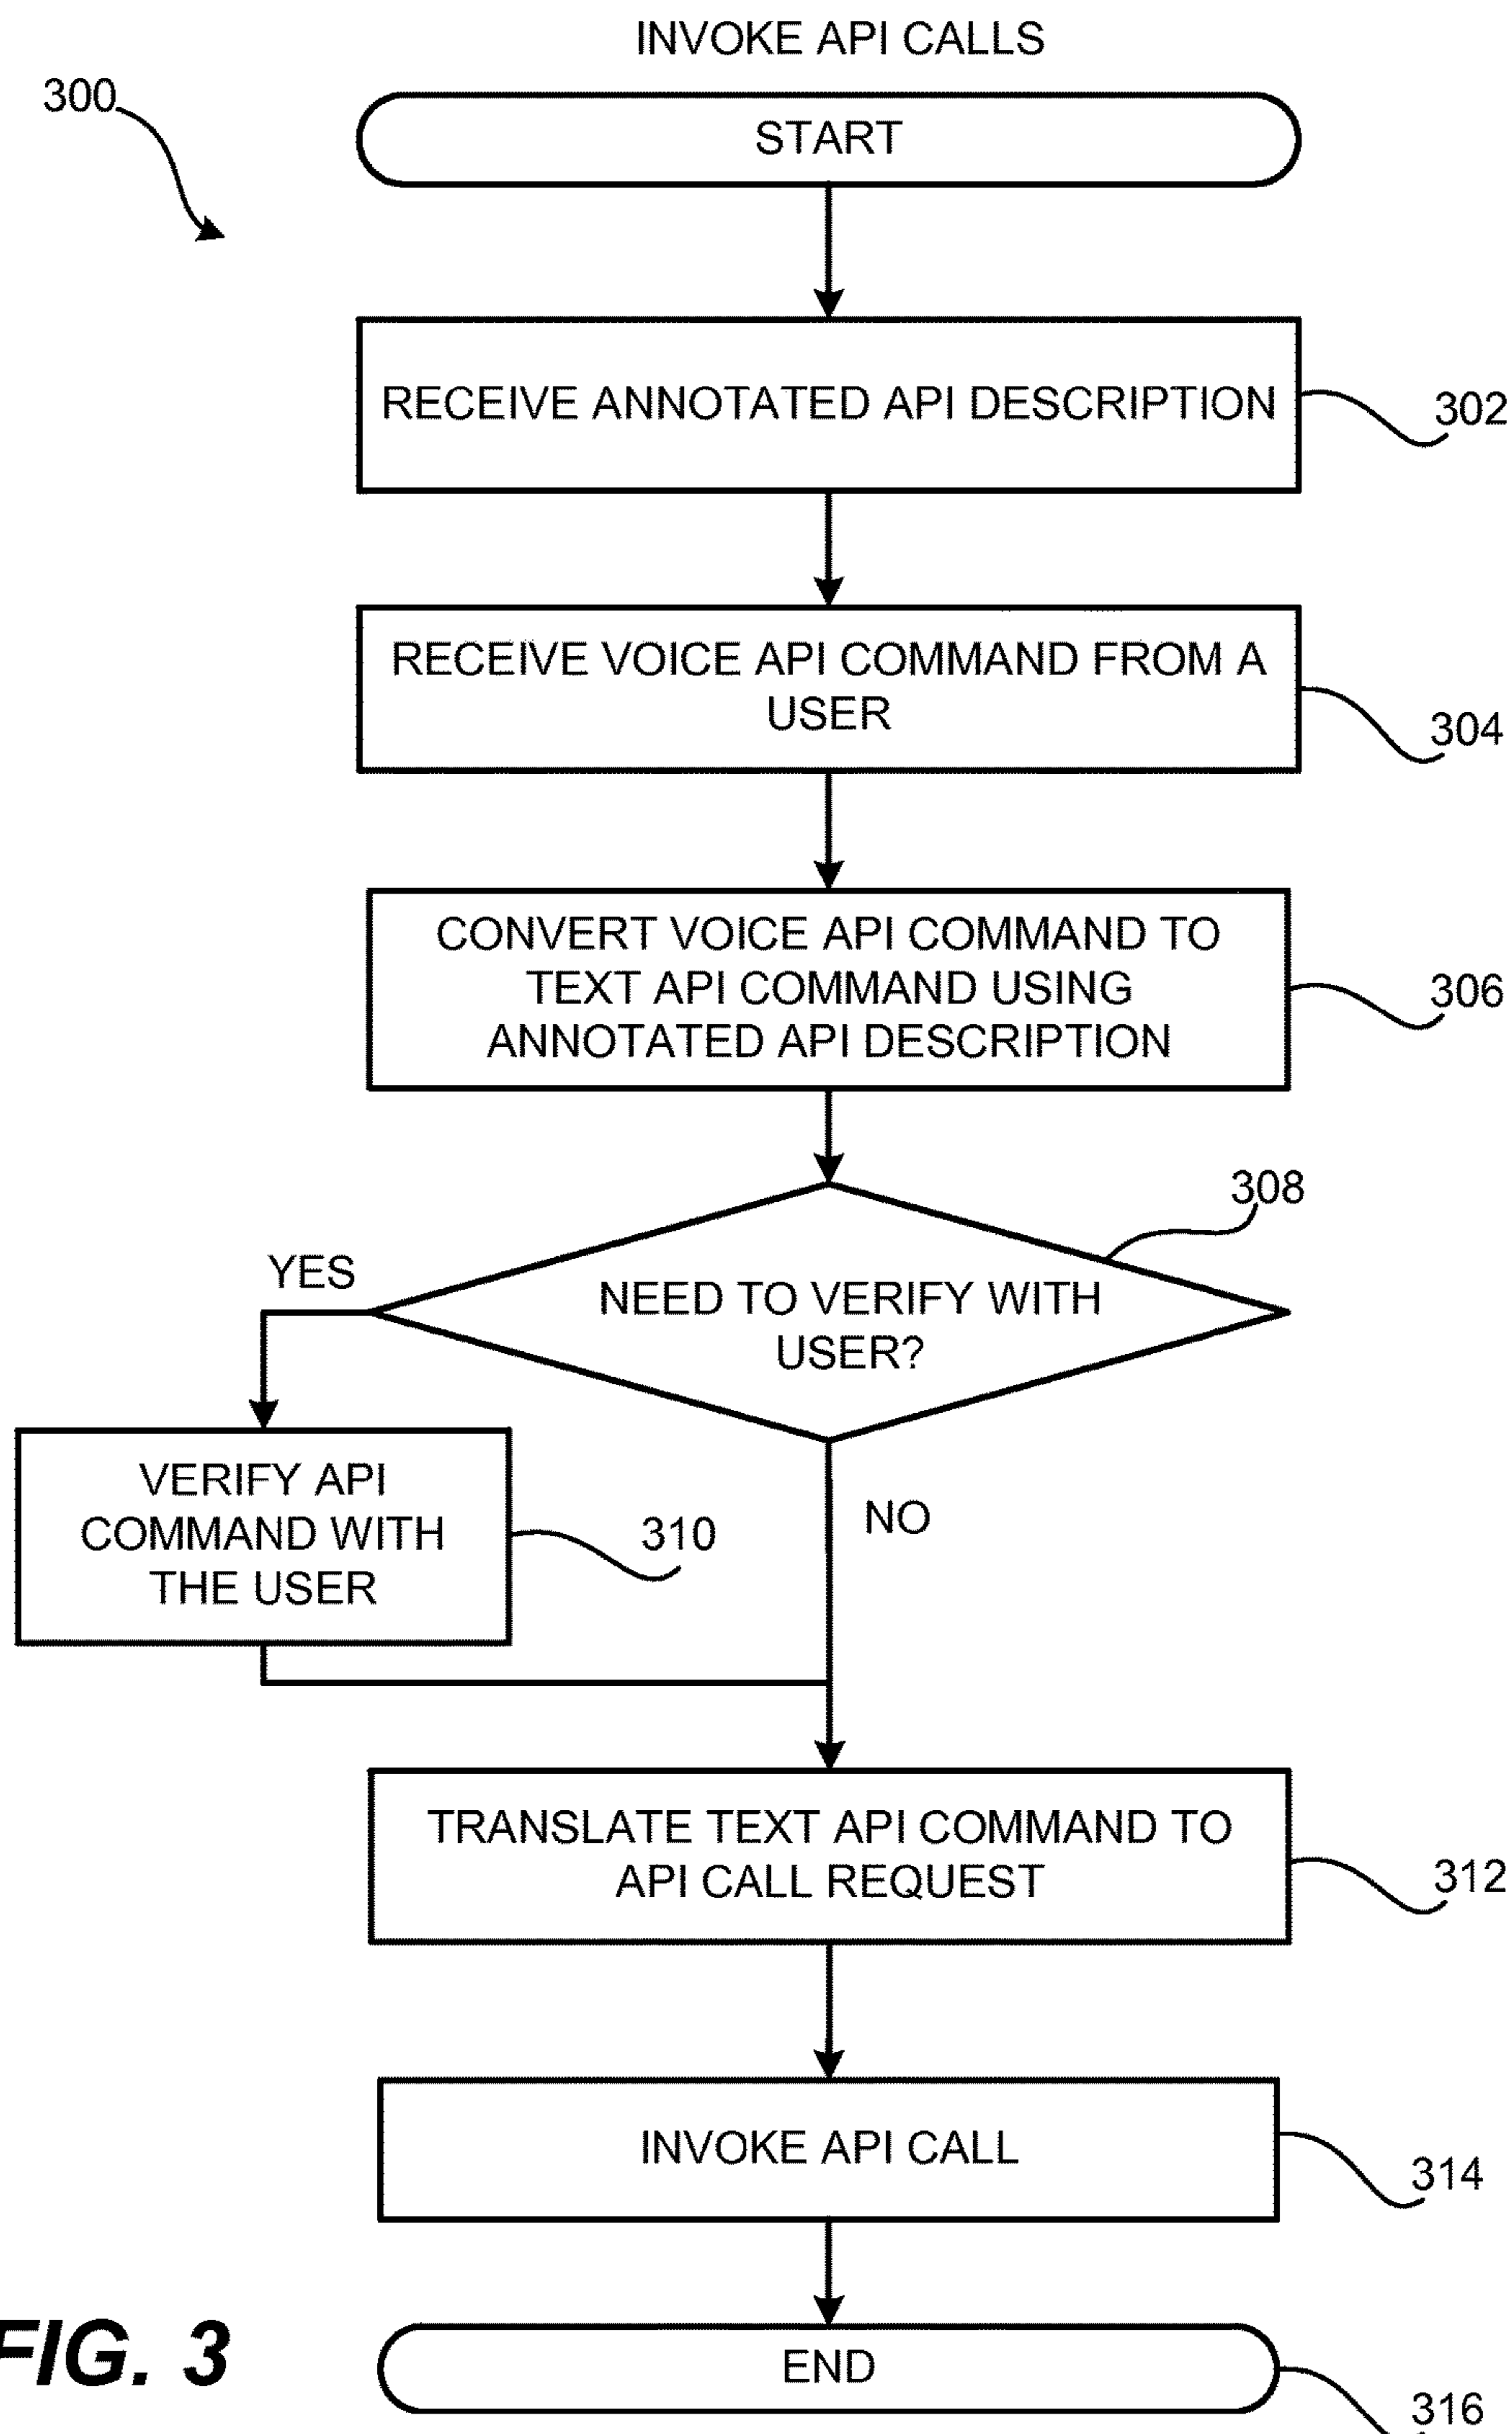 INVOKE API CALLS
300
START
RECEIVE ANNOTATED API DESCRIPTION
302
RECEIVE VOICE API COMMAND FROM A
USER
304
CONVERT VOICE API COMMAND TO
TEXT API COMMAND USING
ANNOTATED API DESCRIPTION
306
308
YES
NEED TO VERIFY WITH
USER?
VERIFY API
COMMAND WITH
THE USER
310
NO
TRANSLATE TEXT API COMMAND TO
API CALL REQUEST
312
INVOKE API CALL
314
FIG. 3
END
316